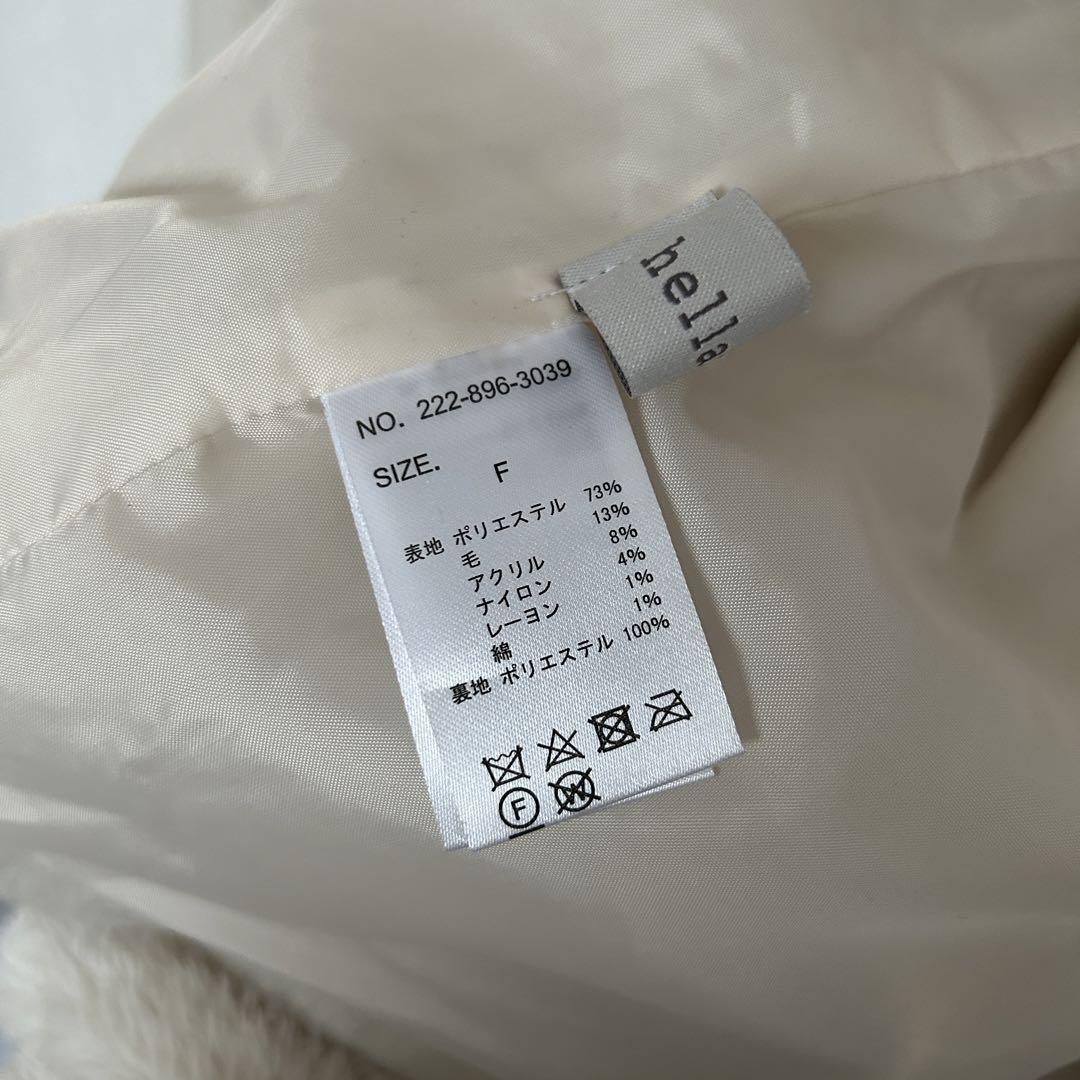 hella
NO. 222-896-3039
SIZE. F
表地 ポリエステル 73%
毛 13%
アクリル 8%
ナイロン 4%
レーヨン 1%
綿 1%
裏地 ポリエステル 100%
F W